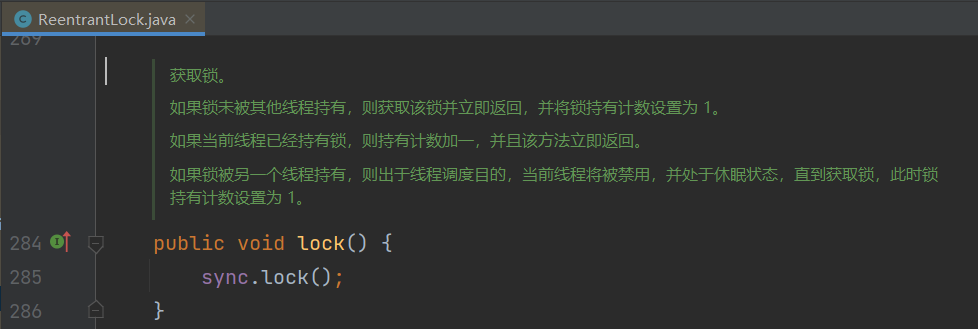 ReentrantLock.java
获取锁。
如果锁未被其他线程持有，则获取该锁并立即返回，并将锁持有计数设置为 1。
如果当前线程已经持有锁，则持有计数加一，并且该方法立即返回。
如果锁被另一个线程持有，则出于线程调度目的，当前线程将被禁用，并处于休眠状态，直到获取锁，此时锁
持有计数设置为 1。
284 public void lock() {
285 sync.lock();
286 }